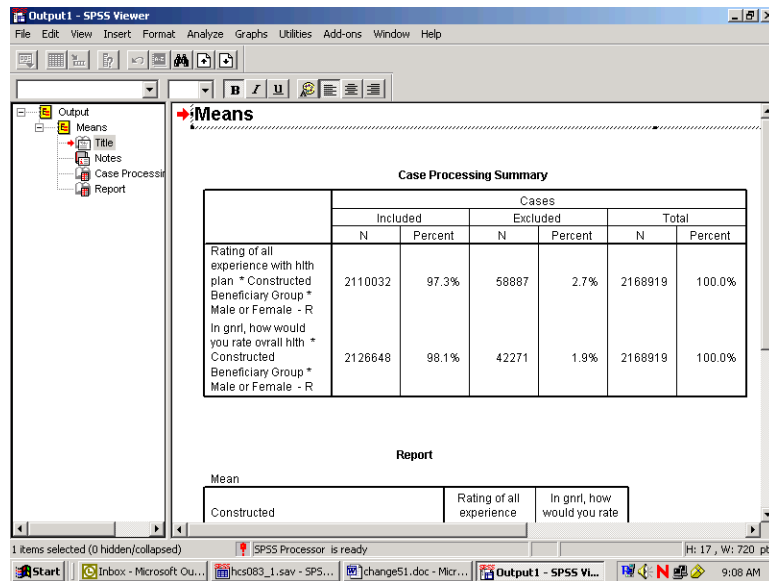 Output1 - SPSS Viewer
File Edit View Insert Format Analyze Graphs Utilities Add-ons Window Help
B I U
Output
Means
Title
Notes
Case Processin
Report
Means
Case Processing Summary
Cases
Included Excluded Total
N Percent N Percent N Percent
Rating of all
experience with hlth
plan * Constructed
Beneficiary Group *
Male or Female - R
2110032 97.3% 58887 2.7% 2168919 100.0%
In gnrl, how would
you rate ovrall hlth *
Constructed
Beneficiary Group *
Male or Female - R
2126648 98.1% 42271 1.9% 2168919 100.0%
Report
Mean
Constructed
Rating of all
experience
In gnrl, how
would you rate
1 items selected (0 hidden/collapsed) SPSS Processor is ready H: 17 , W: 720 pt
Start Inbox - Microsoft Ou... hcs083_1.sav - SPS... change51.doc - Micr... Output1 - SPSS Vi... N 9:08 AM